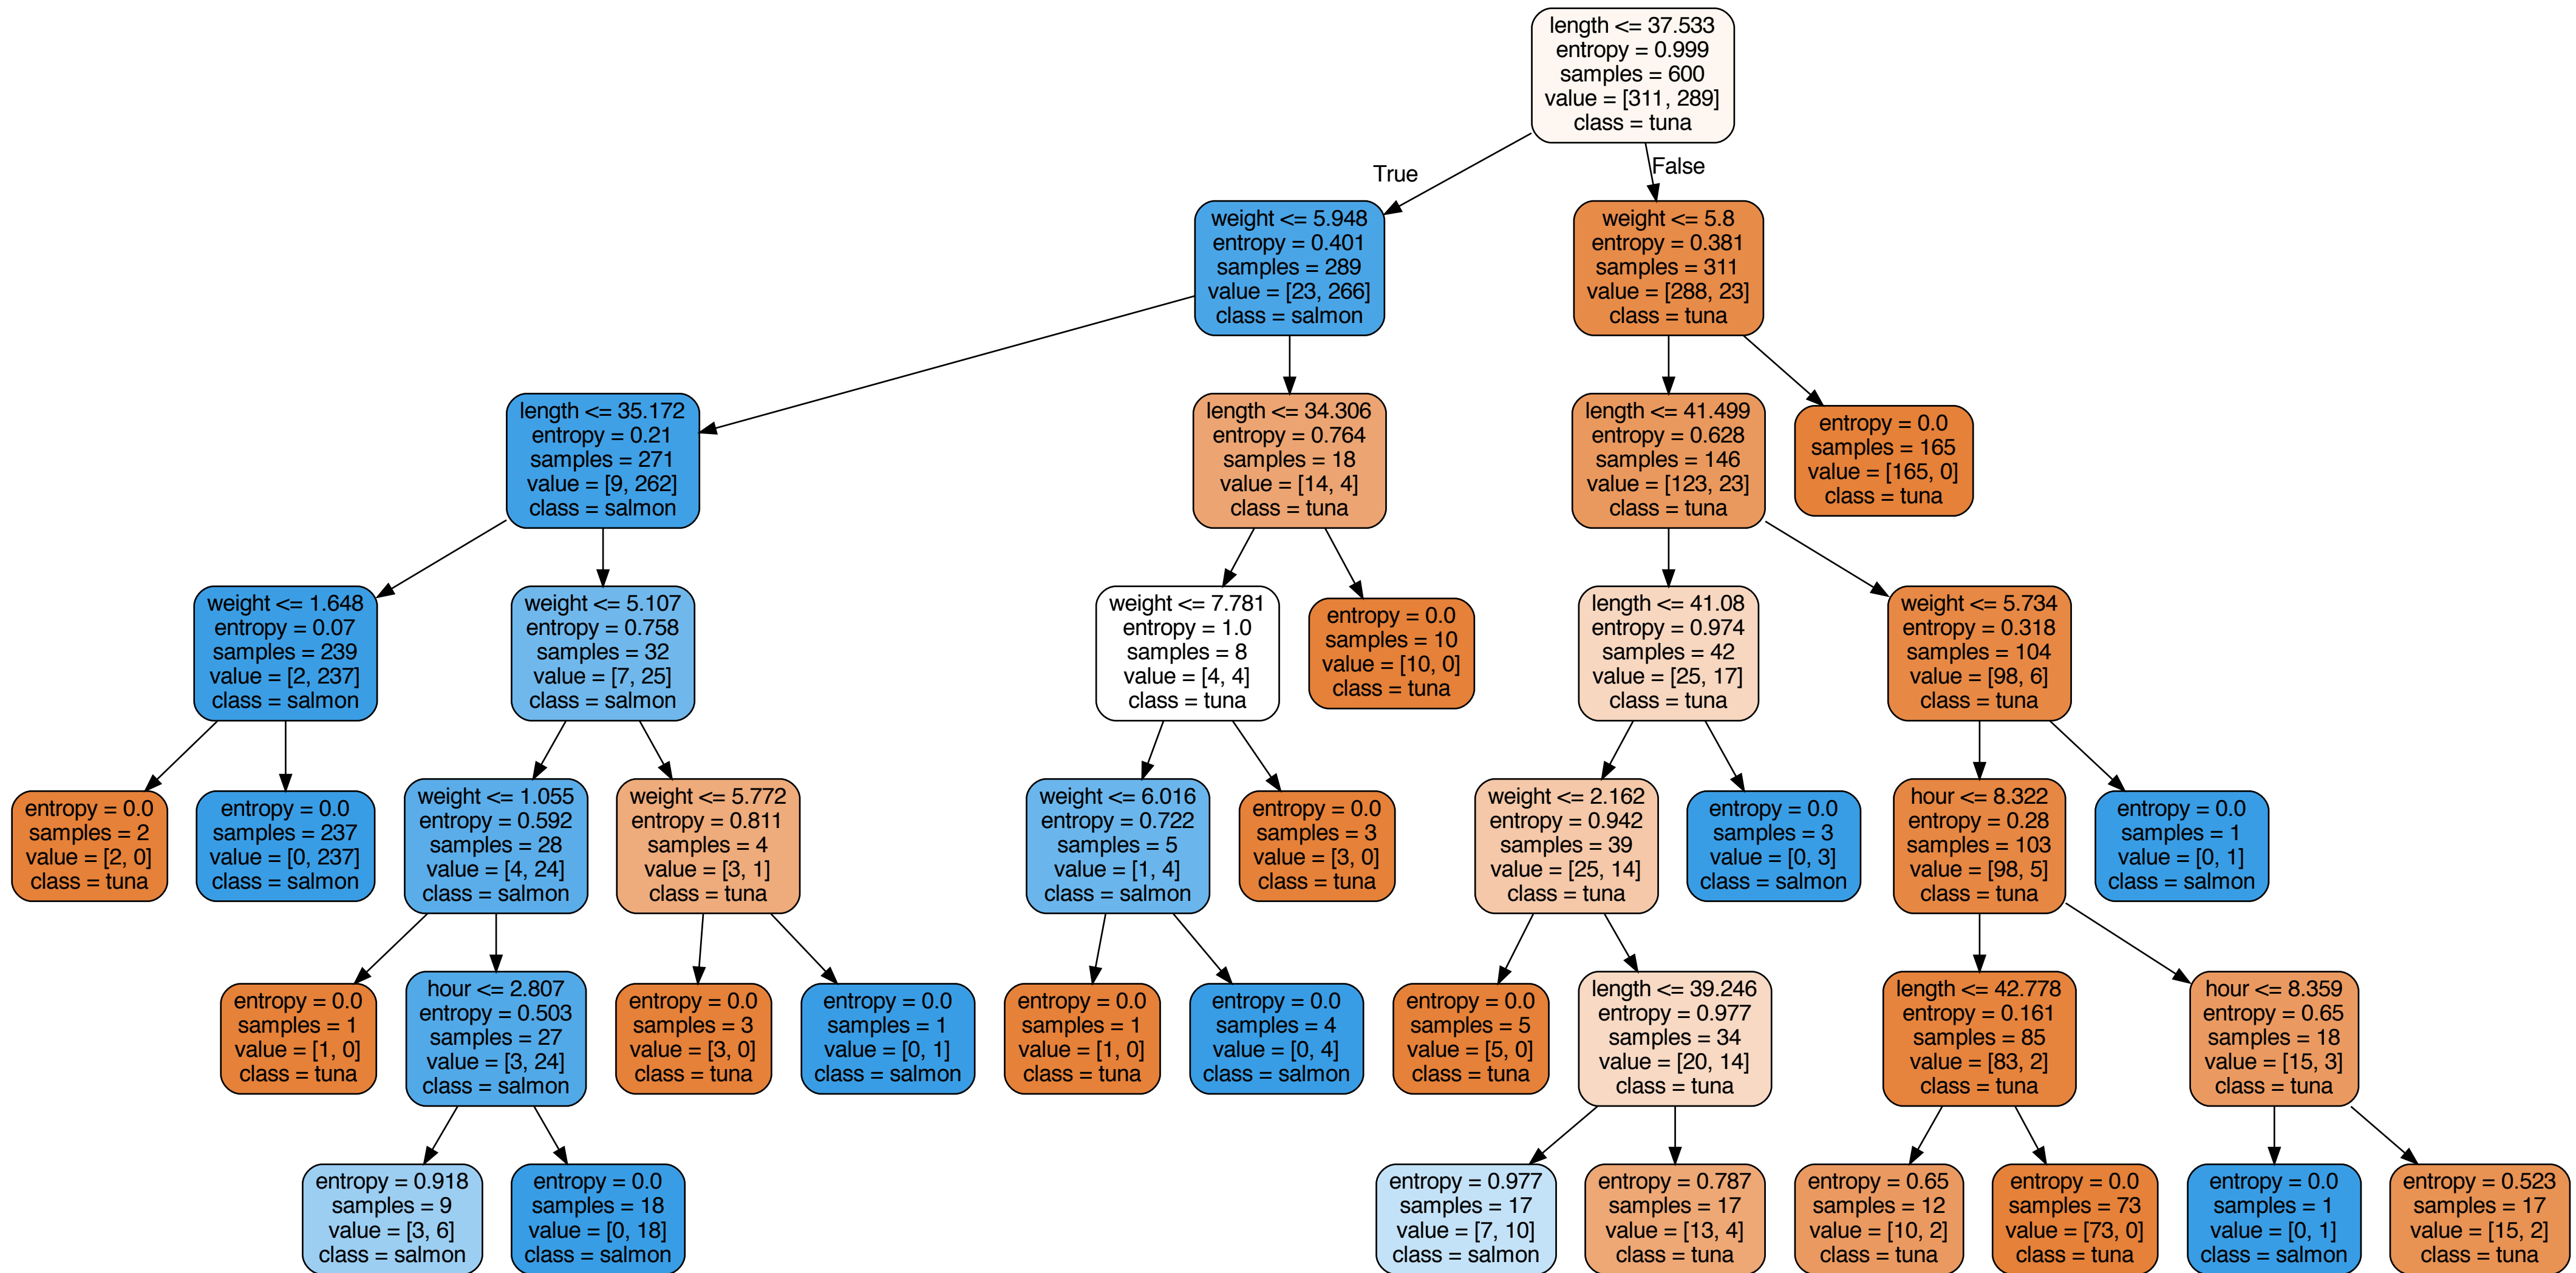 length <= 37.533
entropy = 0.999
samples = 600
value = [311, 289]
class = tuna
True
False
weight <= 5.948
entropy = 0.401
samples = 289
value = [23, 266]
class = salmon
weight <= 5.8
entropy = 0.381
samples = 311
value = [288, 23]
class = tuna
length <= 35.172
entropy = 0.21
samples = 271
value = [9, 262]
class = salmon
length <= 34.306
entropy = 0.764
samples = 18
value = [14, 4]
class = tuna
length <= 41.499
entropy = 0.628
samples = 146
value = [123, 23]
class = tuna
entropy = 0.0
samples = 165
value = [165, 0]
class = tuna
weight <= 1.648
entropy = 0.07
samples = 239
value = [2, 237]
class = salmon
weight <= 5.107
entropy = 0.758
samples = 32
value = [7, 25]
class = salmon
weight <= 7.781
entropy = 1.0
samples = 8
value = [4, 4]
class = tuna
entropy = 0.0
samples = 10
value = [10, 0]
class = tuna
length <= 41.08
entropy = 0.974
samples = 42
value = [25, 17]
class = tuna
weight <= 5.734
entropy = 0.318
samples = 104
value = [98, 6]
class = tuna
entropy = 0.0
samples = 2
value = [2, 0]
class = tuna
entropy = 0.0
samples = 237
value = [0, 237]
class = salmon
weight <= 1.055
entropy = 0.592
samples = 28
value = [4, 24]
class = salmon
weight <= 5.772
entropy = 0.811
samples = 4
value = [3, 1]
class = tuna
weight <= 6.016
entropy = 0.722
samples = 5
value = [1, 4]
class = salmon
entropy = 0.0
samples = 3
value = [3, 0]
class = tuna
weight <= 2.162
entropy = 0.942
samples = 39
value = [25, 14]
class = tuna
entropy = 0.0
samples = 3
value = [0, 3]
class = salmon
hour <= 8.322
entropy = 0.28
samples = 103
value = [98, 5]
class = tuna
entropy = 0.0
samples = 1
value = [0, 1]
class = salmon
entropy = 0.0
samples = 1
value = [1, 0]
class = tuna
hour <= 2.807
entropy = 0.503
samples = 27
value = [3, 24]
class = salmon
entropy = 0.0
samples = 3
value = [3, 0]
class = tuna
entropy = 0.0
samples = 1
value = [0, 1]
class = salmon
entropy = 0.0
samples = 1
value = [1, 0]
class = tuna
entropy = 0.0
samples = 4
value = [0, 4]
class = salmon
entropy = 0.0
samples = 5
value = [5, 0]
class = tuna
length <= 39.246
entropy = 0.977
samples = 34
value = [20, 14]
class = tuna
length <= 42.778
entropy = 0.161
samples = 85
value = [83, 2]
class = tuna
hour <= 8.359
entropy = 0.65
samples = 18
value = [15, 3]
class = tuna
entropy = 0.918
samples = 9
value = [3, 6]
class = salmon
entropy = 0.0
samples = 18
value = [0, 18]
class = salmon
entropy = 0.977
samples = 17
value = [7, 10]
class = salmon
entropy = 0.787
samples = 17
value = [13, 4]
class = tuna
entropy = 0.65
samples = 12
value = [10, 2]
class = tuna
entropy = 0.0
samples = 73
value = [73, 0]
class = tuna
entropy = 0.0
samples = 1
value = [0, 1]
class = salmon
entropy = 0.523
samples = 17
value = [15, 2]
class = tuna